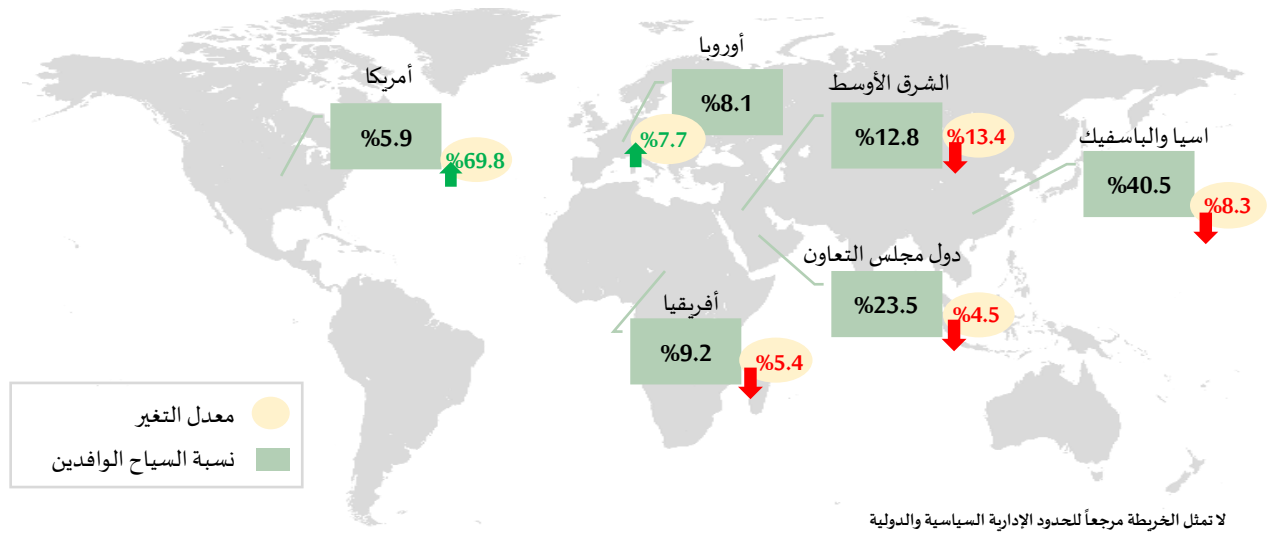 أمريكا
%5.9
%69.8
أوروبا
%8.1
%7.7
الشرق الأوسط
%12.8
%13.4
اسيا والباسفيك
%40.5
%8.3
دول مجلس التعاون
%23.5
%4.5
أفريقيا
%9.2
%5.4
معدل التغير
نسبة السياح الوافدين
لا تمثل الخريطة مرجعاً للحدود الإدارية السياسية والدولية